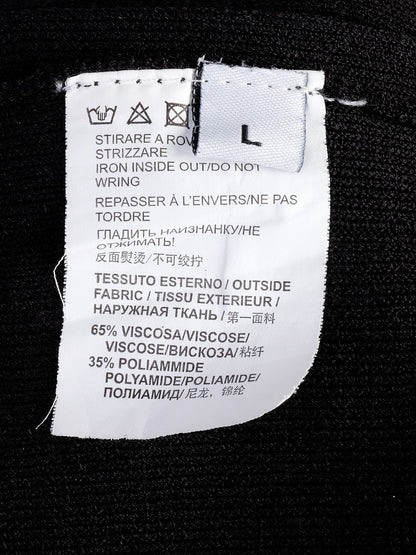 L
STIRARE A ROV
STRIZZARE
IRON INSIDE OUT/DO NOT
WRING
REPASSER À L'ENVERS/NE PAS
TORDRE
ГЛАДИТЬ НАИЗНАНКУ/НЕ
ОТЖИМАТЬ!
反面熨烫/不可绞拧
TESSUTO ESTERNO / OUTSIDE
FABRIC / TISSU EXTERIEUR /
НАРУЖНАЯ ТКАНЬ / 第一面料
65% VISCOSA/VISCOSE/
VISCOSE/ВИСКОЗА/粘纤
35% POLIAMMIDE
POLYAMIDE/POLIAMIDE/
ПОЛИАМИД/尼龙, 锦纶